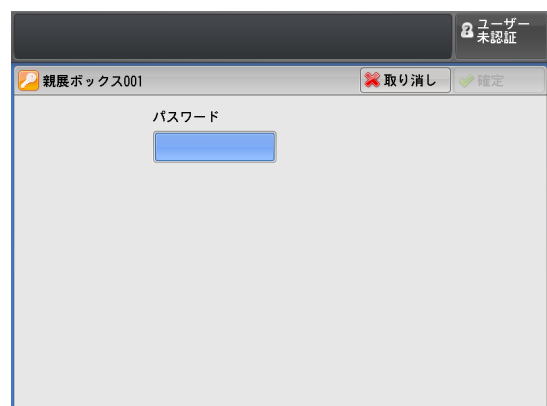 ユーザー
未認証
親展ボックス001
取り消し
確定
パスワード